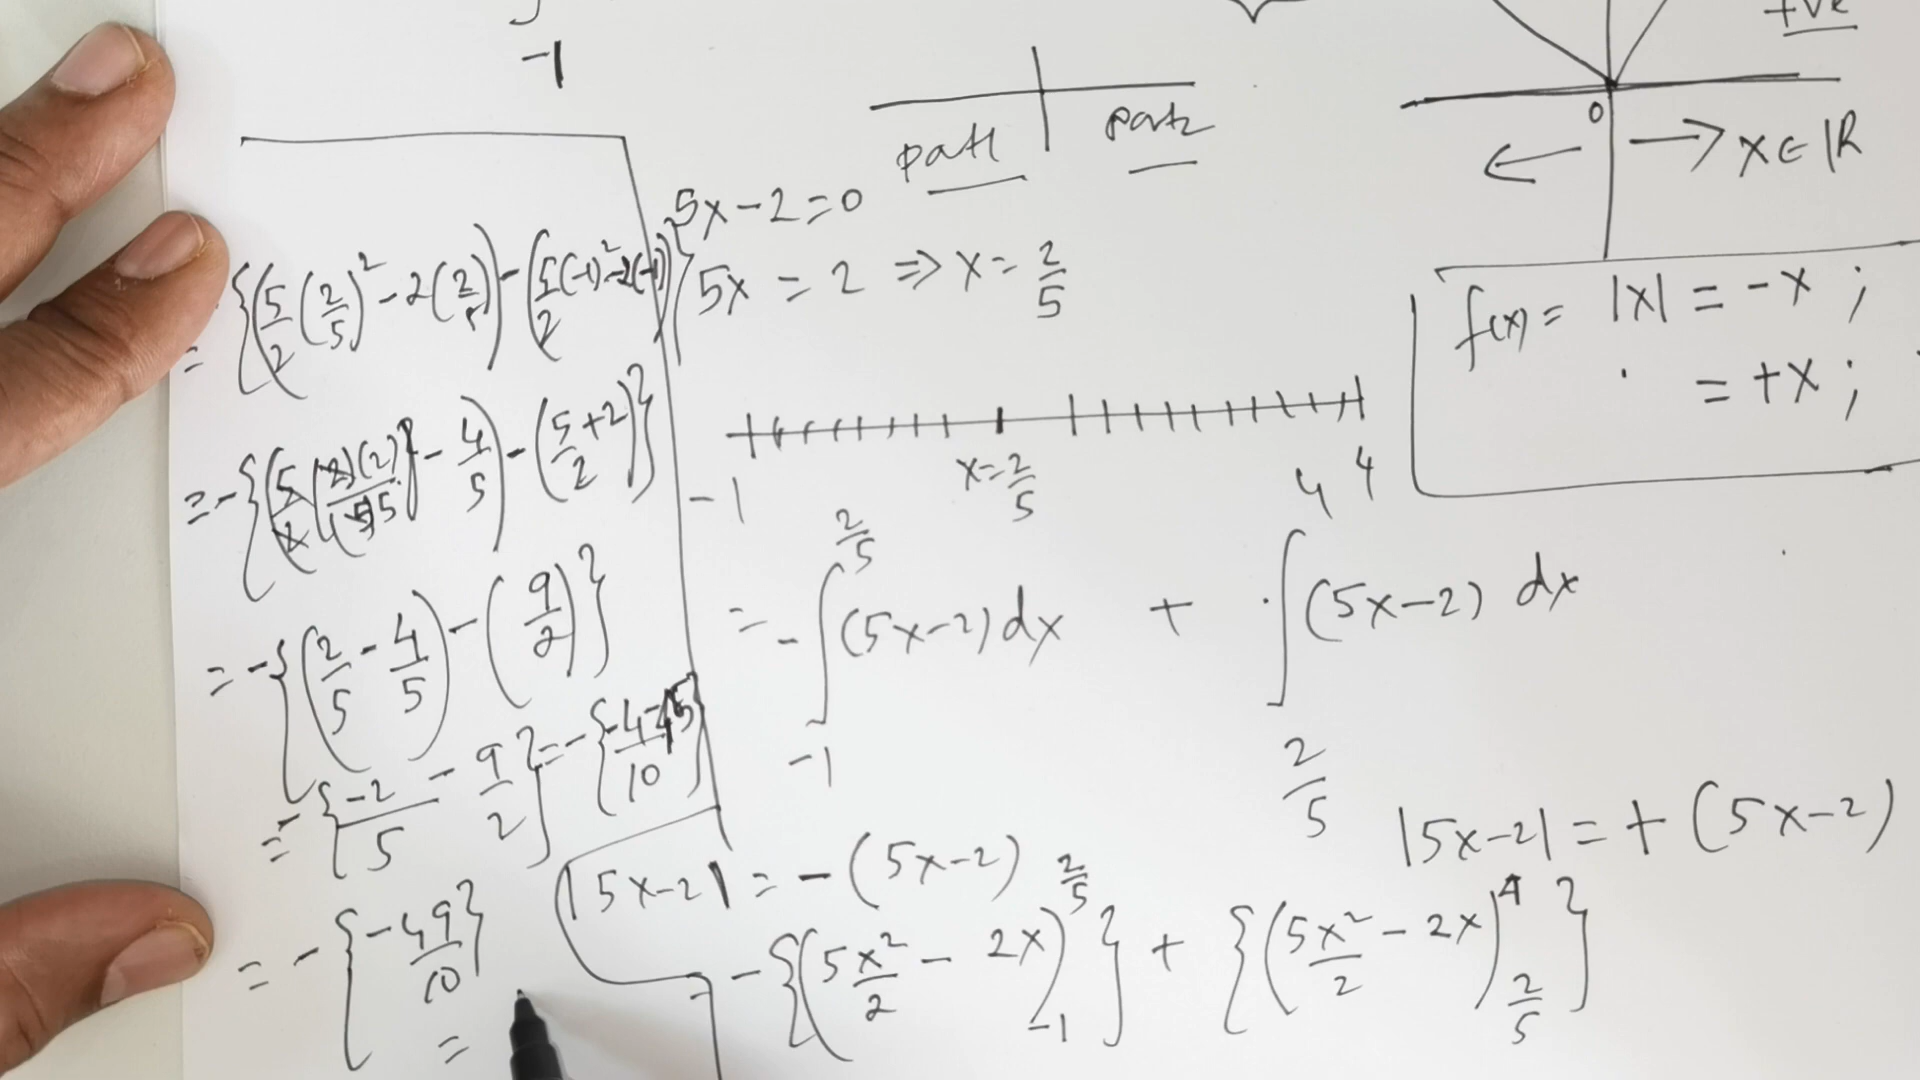 -1
+ve
part1 part2
0
→ x∈ℝ
5x-2=0
5x = 2 ⇒ x = 2/5
f(x) = |x| = -x ;
= +x ;
-1 x=2/5 4 4
= -∫_{-1}^{2/5} (5x-2) dx + ∫_{2/5}^{4} (5x-2) dx
|5x-2| = -(5x-2)
|5x-2| = +(5x-2)
= -{(5x²/2 - 2x)_{-1}^{2/5}} + {(5x²/2 - 2x)_{2/5}^{4}}
= {(5/2 (2/5)² - 2(2/5)) - (5/2 (-1)² - 2(-1))}
= -{(5/2 (2)(2)/(5)5 - 4/5) - (5/2 + 2)}
= -{(2/5 - 4/5) - (9/2)}
= -{-2/5 - 9/2} = -{-4-45/10}
= -{-49/10}
=